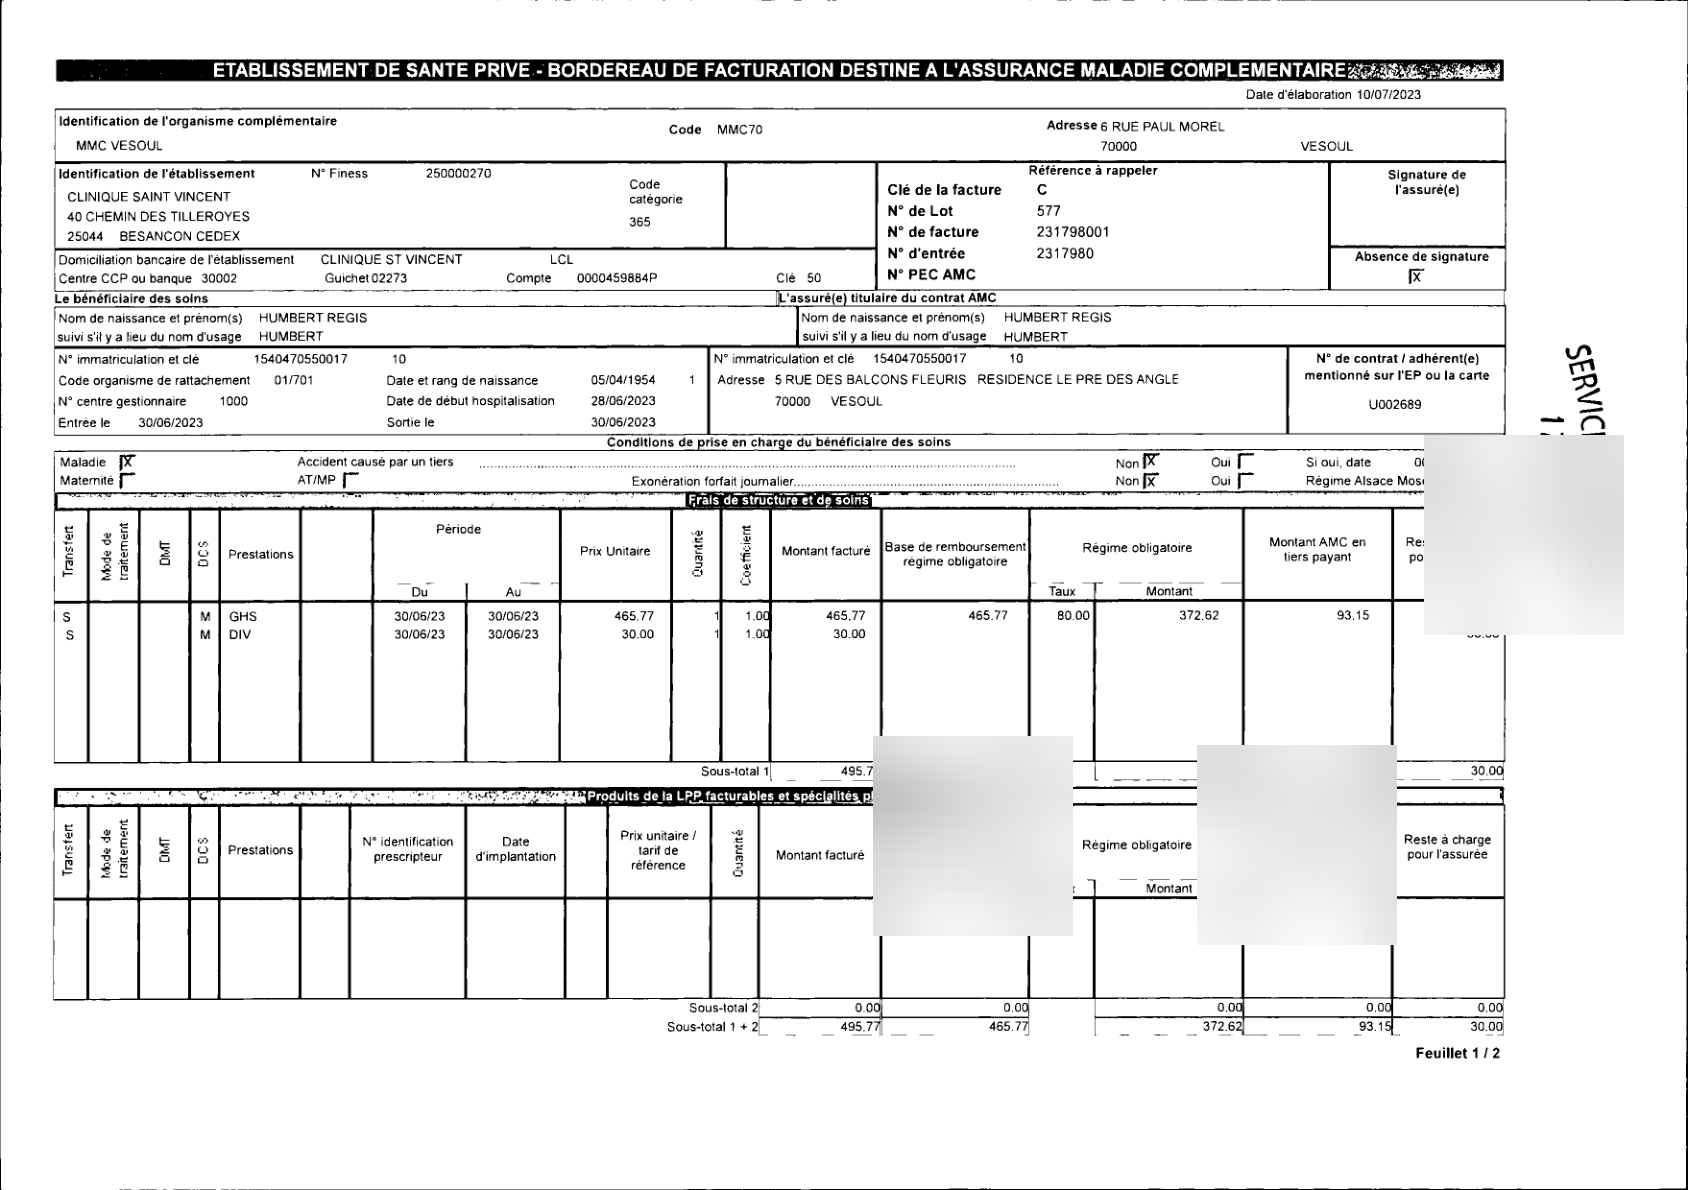 ETABLISSEMENT DE SANTE PRIVE - BORDEREAU DE FACTURATION DESTINE A L'ASSURANCE MALADIE COMPLEMENTAIRE
Date d'élaboration 10/07/2023
Identification de l'organisme complémentaire
Code MMC70
Adresse 6 RUE PAUL MOREL
MMC VESOUL
70000 VESOUL
Identification de l'établissement N° Finess 250000270
CLINIQUE SAINT VINCENT
40 CHEMIN DES TILLEROYES
25044 BESANCON CEDEX
Code
catégorie
365
Référence à rappeler
Clé de la facture C
N° de Lot 577
N° de facture 231798001
N° d'entrée 2317980
N° PEC AMC
Signature de
l'assuré(e)
Absence de signature
X
Domiciliation bancaire de l'établissement CLINIQUE ST VINCENT LCL
Centre CCP ou banque 30002 Guichet 02273 Compte 0000459884P Clé 50
Le bénéficiaire des soins
L'assuré(e) titulaire du contrat AMC
Nom de naissance et prénom(s) HUMBERT REGIS
suivi s'il y a lieu du nom d'usage HUMBERT
Nom de naissance et prénom(s) HUMBERT REGIS
suivi s'il y a lieu du nom d'usage HUMBERT
N° immatriculation et clé 1540470550017 10
Code organisme de rattachement 01/701 Date et rang de naissance 05/04/1954 1
N° centre gestionnaire 1000 Date de début hospitalisation 28/06/2023
Entrée le 30/06/2023 Sortie le 30/06/2023
N° immatriculation et clé 1540470550017 10
Adresse 5 RUE DES BALCONS FLEURIS RESIDENCE LE PRE DES ANGLE
70000 VESOUL
N° de contrat / adhérent(e)
mentionné sur l'EP ou la carte
U002689
SERVIC
Conditions de prise en charge du bénéficiaire des soins
Maladie X Accident causé par un tiers Non X Oui Si oui, date
Maternité AT/MP Exonération forfait journalier Non X Oui Régime Alsace
Frais de structure et de soins
Transfert Mode de traitement DMT DCS Prestations Période Du Au Prix Unitaire Quantité Coefficient Montant facturé Base de remboursement régime obligatoire Régime obligatoire Taux Montant Montant AMC en tiers payant
S M GHS 30/06/23 30/06/23 465.77 1 1.00 465.77 465.77 80.00 372.62 93.15
S M DIV 30/06/23 30/06/23 30.00 1 1.00 30.00
Sous-total 1 495.7 30.00
Produits de la LPP facturables et spécialités
Transfert Mode de traitement DMT DCS Prestations N° identification prescripteur Date d'implantation Prix unitaire / tarif de référence Quantité Montant facturé Régime obligatoire Montant Reste à charge pour l'assurée
Sous-total 2 0.00 0.00 0.00 0.00 0.00
Sous-total 1 + 2 495.77 465.77 372.62 93.15 30.00
Feuillet 1 / 2